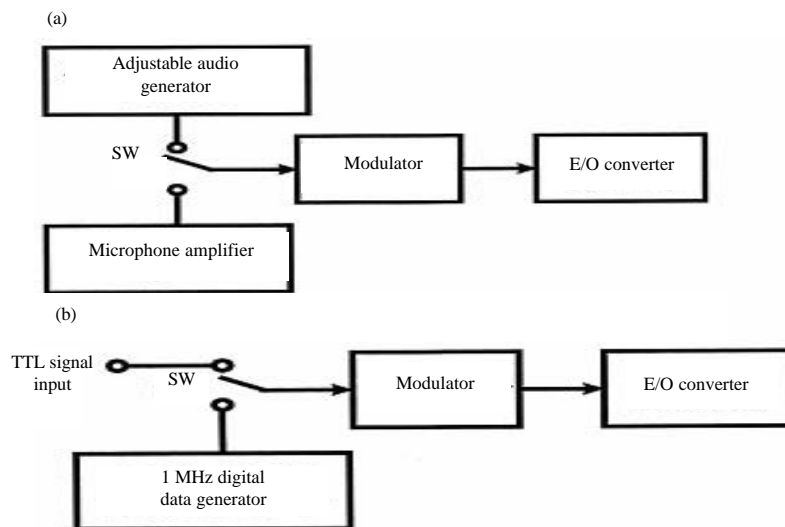 (a)
Adjustable audio
generator
SW
Modulator
E/O converter
Microphone amplifier
(b)
TTL signal
input
SW
Modulator
E/O converter
1 MHz digital
data generator